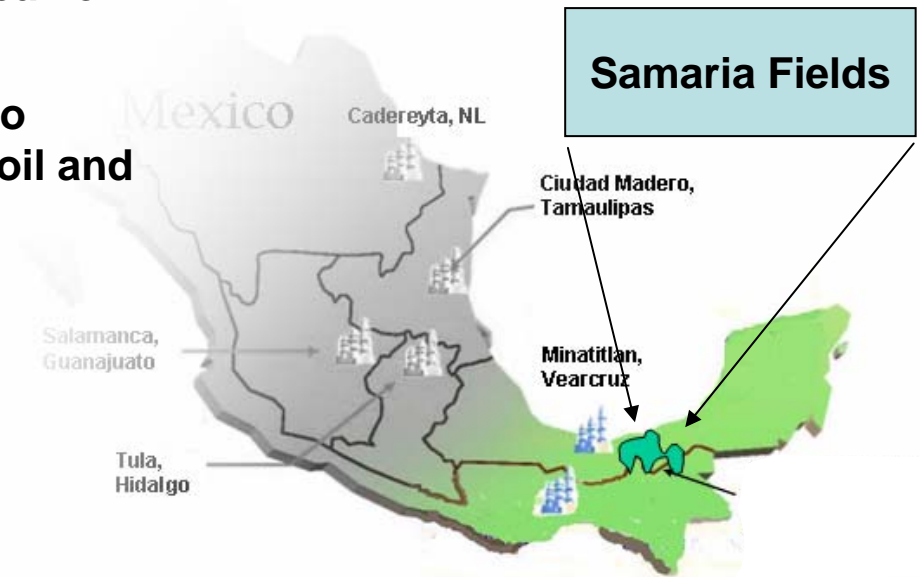 Samaria Fields
o
oil and
Mexico
Cadereyta, NL
Ciudad Madero,
Tamaulipas
Salamanca,
Guanajuato
Minatitlan,
Vearcruz
Tula,
Hidalgo